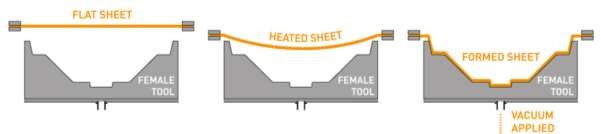 FLAT SHEET
FEMALE
TOOL
HEATED SHEET
FEMALE
TOOL
FORMED SHEET
FEMALE
TOOL
VACUUM
APPLIED